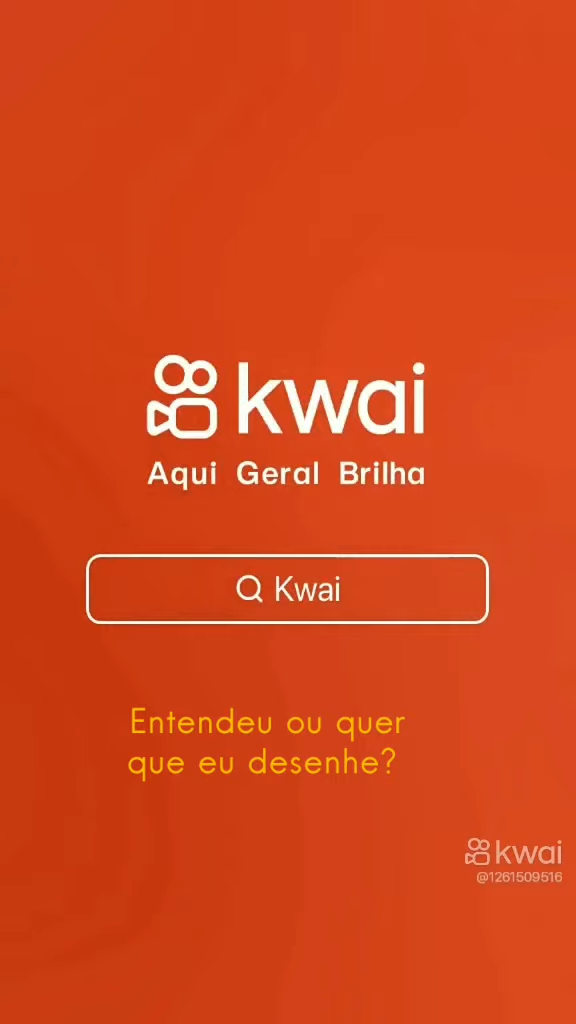 kwai
Aqui Geral Brilha
Kwai
Entendeu ou quer
que eu desenhe?
kwai
@1261509516